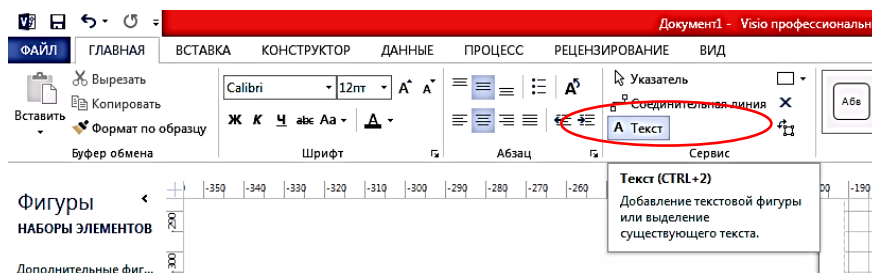 Документ1 - Visio профессиональн
ФАЙЛ ГЛАВНАЯ ВСТАВКА КОНСТРУКТОР ДАННЫЕ ПРОЦЕСС РЕЦЕНЗИРОВАНИЕ ВИД
Вставить
Вырезать
Копировать
Формат по образцу
Буфер обмена
Calibri 12пт А А
Ж К Ч abc Aa A
Шрифт
Абзац
Указатель
Соединительная линия
А Текст
Сервис
Абв
Текст (CTRL+2)
Добавление текстовой фигуры
или выделение
существующего текста.
Фигуры
НАБОРЫ ЭЛЕМЕНТОВ
Дополнительные фиг...
-350 -340 -330 -320 -310 -300 -290 -280 -270 -260 00 -190
290
300